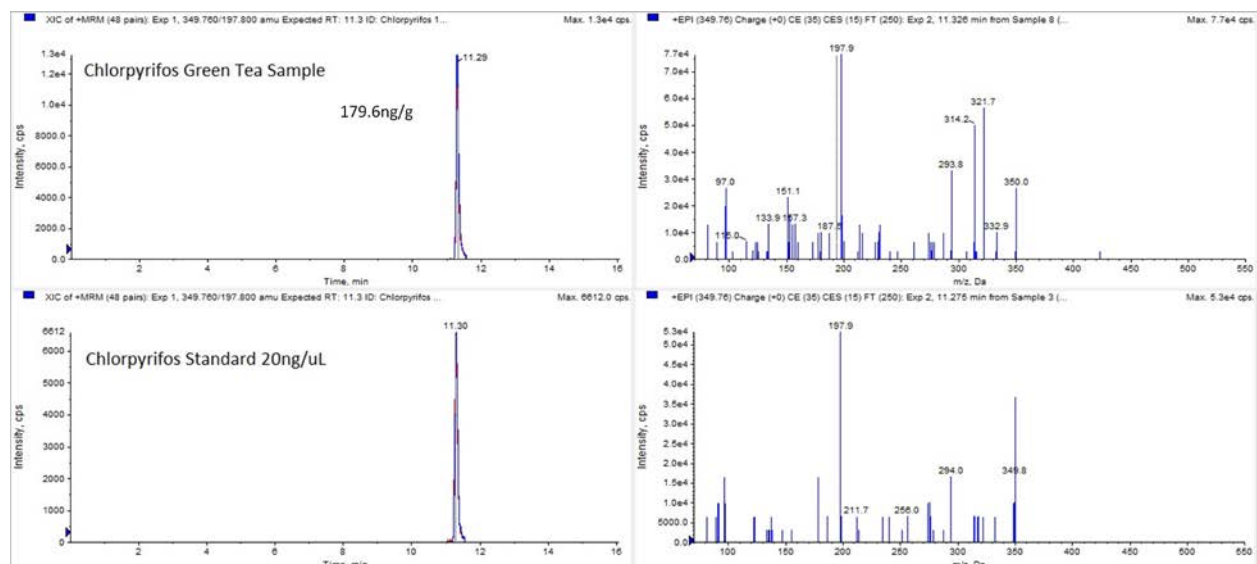 XIC of +MRM (48 pairs): Exp 1, 349.760/197.800 amu Expected RT: 11.3 ID: Chlorpyrifos 1...
Max. 1.3e4 cps.
Chlorpyrifos Green Tea Sample
179.6ng/g
11.29
Intensity, cps
1.3e4
1.2e4
1.0e4
8000.0
6000.0
4000.0
2000.0
0.0
2 4 6 8 10 12 14 16
Time, min
+EPI (349.76) Charge (+0) CE (35) CES (15) FT (250): Exp 2, 11.326 min from Sample 8 (...
Max. 7.7e4 cps.
Intensity, cps
7.7e4
7.0e4
6.0e4
5.0e4
4.0e4
3.0e4
2.0e4
1.0e4
0.0
197.9
321.7
314.2
293.8
350.0
97.0
151.1
133.9
157.3
187.8
332.9
115.0
100 150 200 250 300 350 400 450 500 550
m/z, Da
XIC of +MRM (48 pairs): Exp 1, 349.760/197.800 amu Expected RT: 11.3 ID: Chlorpyrifos ...
Max. 6612.0 cps.
Chlorpyrifos Standard 20ng/uL
11.30
Intensity, cps
6612
6000
5000
4000
3000
2000
1000
0
2 4 6 8 10 12 14 16
Time, min
+EPI (349.76) Charge (+0) CE (35) CES (15) FT (250): Exp 2, 11.275 min from Sample 3 (...
Max. 5.3e4 cps.
Intensity, cps
5.3e4
5.0e4
4.5e4
4.0e4
3.5e4
3.0e4
2.5e4
2.0e4
1.5e4
1.0e4
5000.0
0.0
197.9
349.8
294.0
211.7
256.0
100 150 200 250 300 350 400 450 500 550
m/z, Da